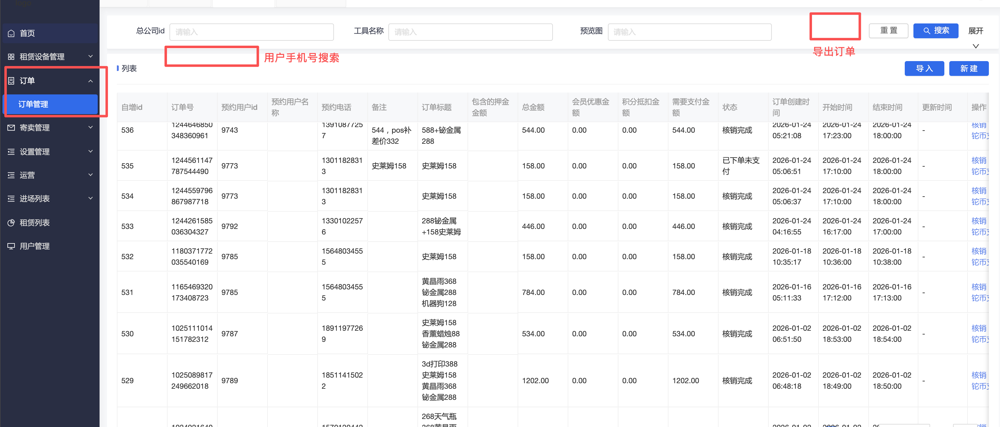 logo
首页
租赁设备管理
订单
订单管理
寄卖管理
设置管理
运营
进场列表
租赁列表
用户管理
总公司id 请输入 工具名称 请输入 预览图 请输入 重置 搜索 展开
用户手机号搜索
导出订单
列表 导入 新建
自增id 订单号 预约用户id 预约用户名称 预约电话 备注 订单标题 包含的押金金额 总金额 会员优惠金额 积分抵扣金额 需要支付金额 状态 订单创建时间 开始时间 结束时间 更新时间 操作
536 1244646850348360961 9743 13910877257 544，pos补差价332 588+铋金属288 544.00 0.00 0.00 544.00 核销完成 2026-01-24 05:21:08 2026-01-24 17:23:00 2026-01-24 18:00:00 - 核销 铊币
535 1244561147787544490 9773 13011828313 史莱姆158 史莱姆158 158.00 0.00 0.00 158.00 已下单未支付 2026-01-24 05:06:51 2026-01-24 17:10:00 2026-01-24 18:00:00 - 核销 铊币
534 1244559796867987718 9773 13011828313 史莱姆158 158.00 0.00 0.00 158.00 核销完成 2026-01-24 05:06:37 2026-01-24 17:10:00 2026-01-24 18:00:00 - 核销 铊币
533 1244261585036304327 9792 13301022576 288铋金属+158史莱姆 446.00 0.00 0.00 446.00 核销完成 2026-01-24 04:16:55 2026-01-24 16:17:00 2026-01-24 17:00:00 - 核销 铊币
532 1180371772035540169 9785 15648034555 史莱姆158 158.00 0.00 0.00 158.00 核销完成 2026-01-18 10:35:17 2026-01-18 10:36:00 2026-01-18 10:38:00 - 核销 铊币
531 1165469320173408723 9785 15648034555 黄晶雨368 铋金属288 机器狗128 784.00 0.00 0.00 784.00 核销完成 2026-01-16 05:11:33 2026-01-16 17:12:00 2026-01-16 17:13:00 - 核销 铊币
530 1025111014151782312 9787 18911977269 史莱姆158 香薰蜡烛88 铋金属288 534.00 0.00 0.00 534.00 核销完成 2026-01-02 06:51:50 2026-01-02 18:53:00 2026-01-02 18:54:00 - 核销 铊币
529 1025089817249662018 9789 18511415022 3d打印388 史莱姆158 黄晶雨368 铋金属288 1202.00 0.00 0.00 1202.00 核销完成 2026-01-02 06:48:18 2026-01-02 18:49:00 2026-01-02 18:50:00 - 核销 铊币
268天气瓶